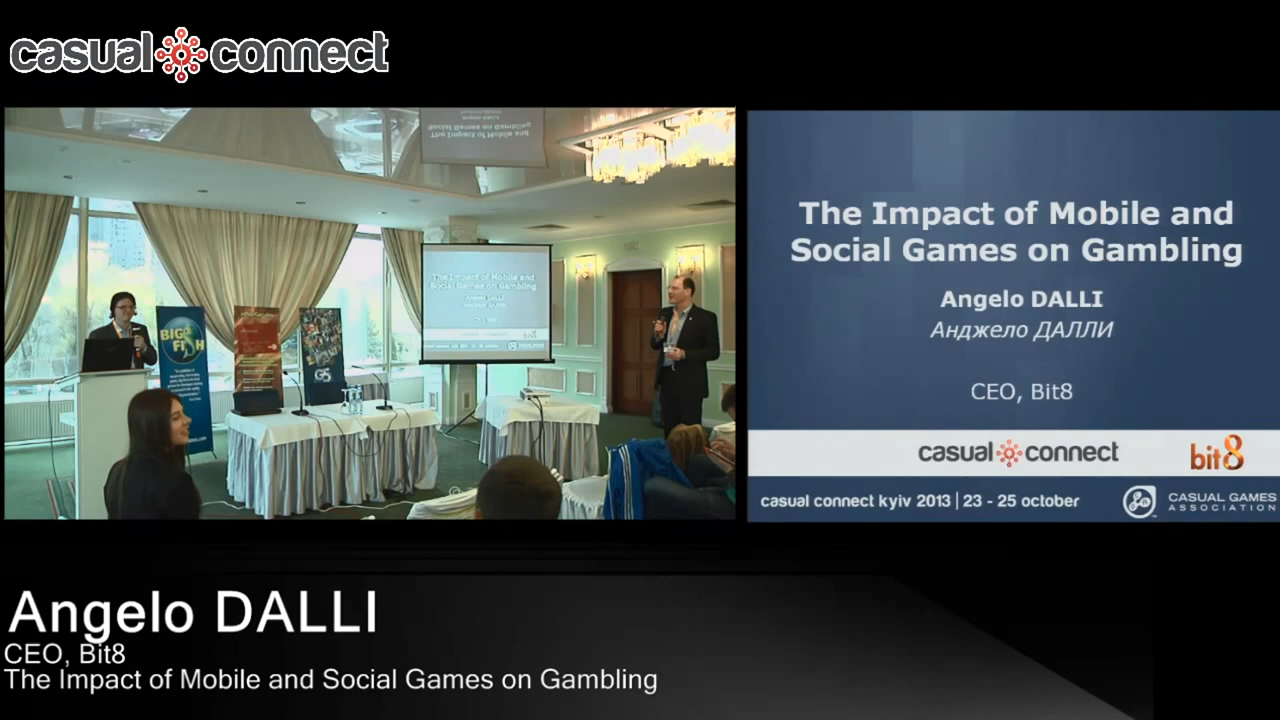 casual connect
The Impact of Mobile and
Social Games on Gambling
BIG FISH
G5
The Impact of Mobile and
Social Games on Gambling
Angelo DALLI
Анджело ДАЛЛИ
CEO, Bit8
casual connect
bit8
casual connect kyiv 2013 | 23 - 25 october
CASUAL GAMES
ASSOCIATION
Angelo DALLI
CEO, Bit8
The Impact of Mobile and Social Games on Gambling